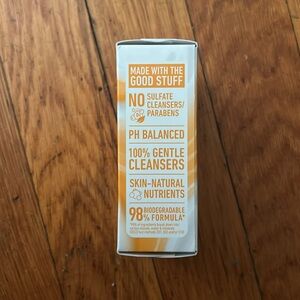 MADE WITH THE
GOOD STUFF
NO SULFATE
CLEANSERS/
PARABENS
PH BALANCED
100% GENTLE
CLEANSERS
SKIN-NATURAL
NUTRIENTS
98% BIODEGRADABLE
FORMULA*